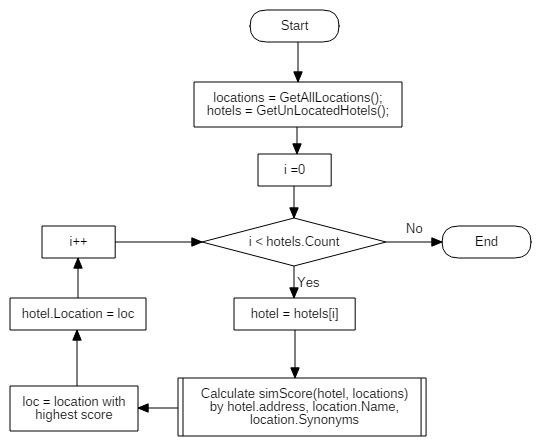 Start
locations = GetAllLocations();
hotels = GetUnLocatedHotels();
i =0
i < hotels.Count
No
End
Yes
i++
hotel = hotels[i]
hotel.Location = loc
Calculate simScore(hotel, locations)
by hotel.address, location.Name,
location.Synonyms
loc = location with
highest score